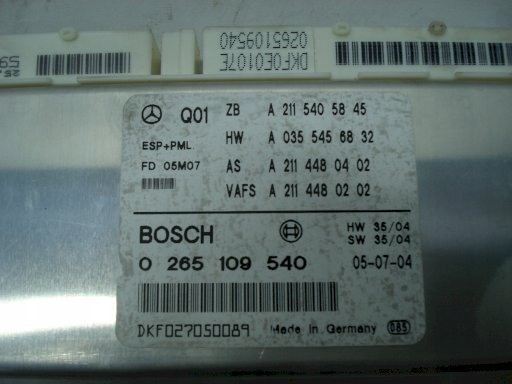 DKF0E0107E
0265109540
Q01 ZB A 211 540 58 45
ESP+PML HW A 035 545 68 32
FD 05M07 AS A 211 448 04 02
VAFS A 211 448 02 02
BOSCH HW 35/04
SW 35/04
0 265 109 540 05-07-04
DKF027050089 Made in Germany 085